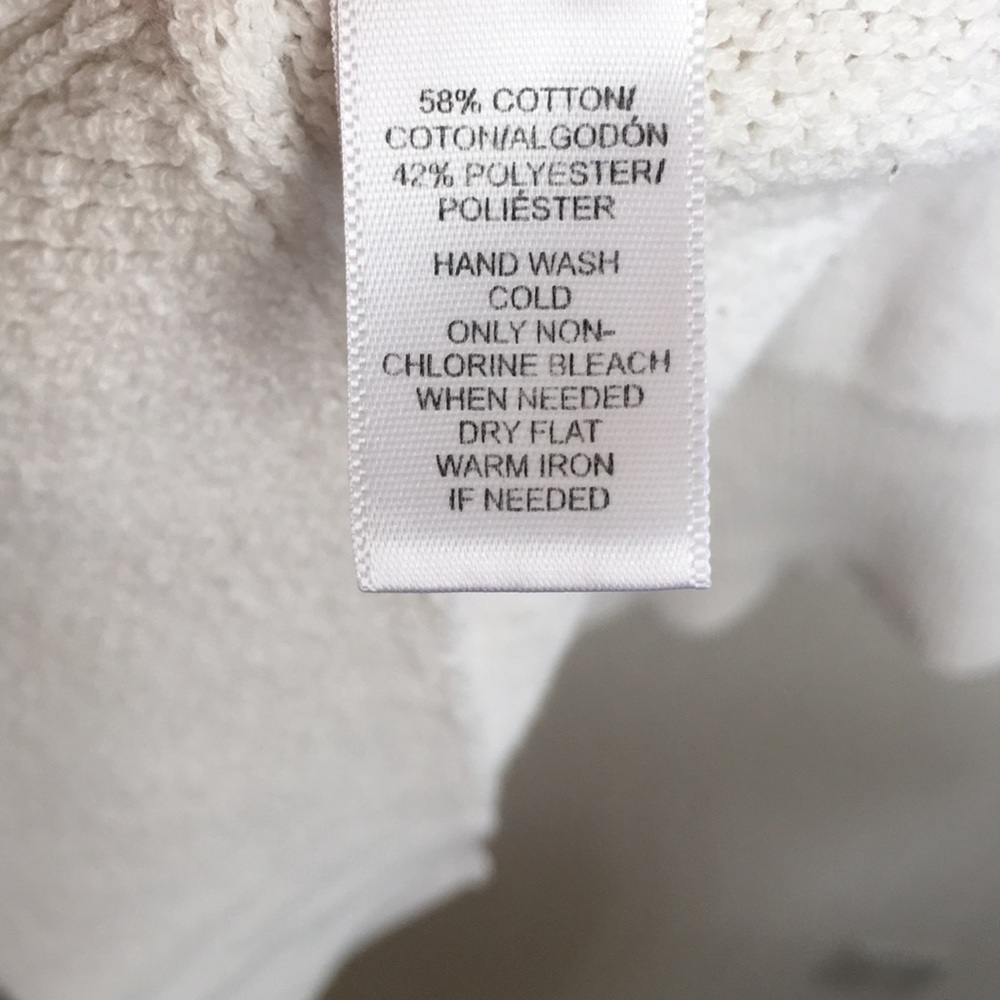 58% COTTON/
COTON/ALGODÓN
42% POLYESTER/
POLIÉSTER
HAND WASH
COLD
ONLY NON-
CHLORINE BLEACH
WHEN NEEDED
DRY FLAT
WARM IRON
IF NEEDED